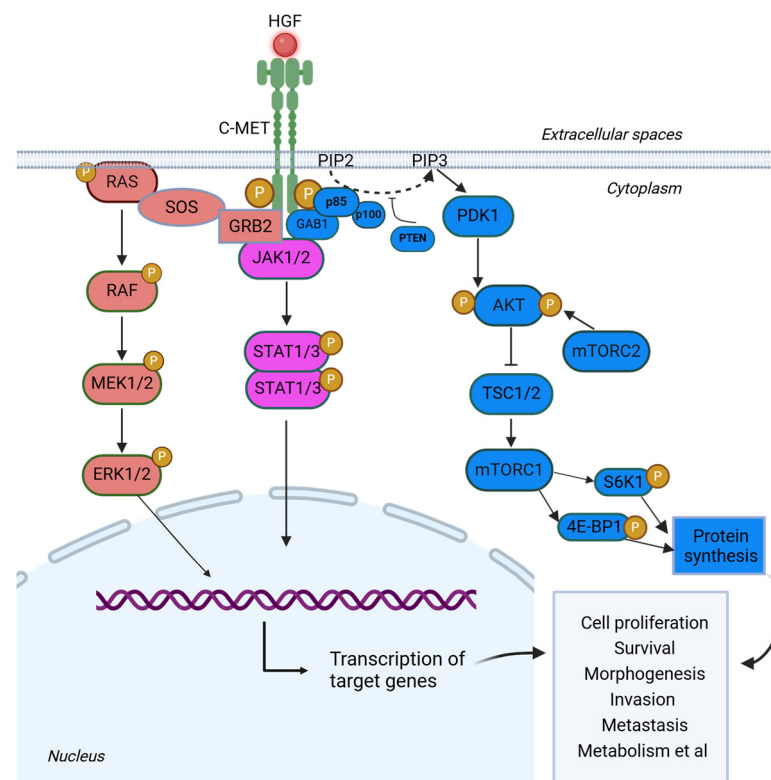 HGF
C-MET
Extracellular spaces
PIP2
PIP3
Cytoplasm
P
RAS
SOS
P
GRB2
P
p85
p100
GAB1
PTEN
PDK1
JAK1/2
P
RAF
P
AKT
P
mTORC2
STAT1/3
P
STAT1/3
P
MEK1/2
P
TSC1/2
ERK1/2
P
mTORC1
S6K1
P
4E-BP1
P
Protein
synthesis
Transcription of
target genes
Cell proliferation
Survival
Morphogenesis
Invasion
Metastasis
Metabolism et al
Nucleus